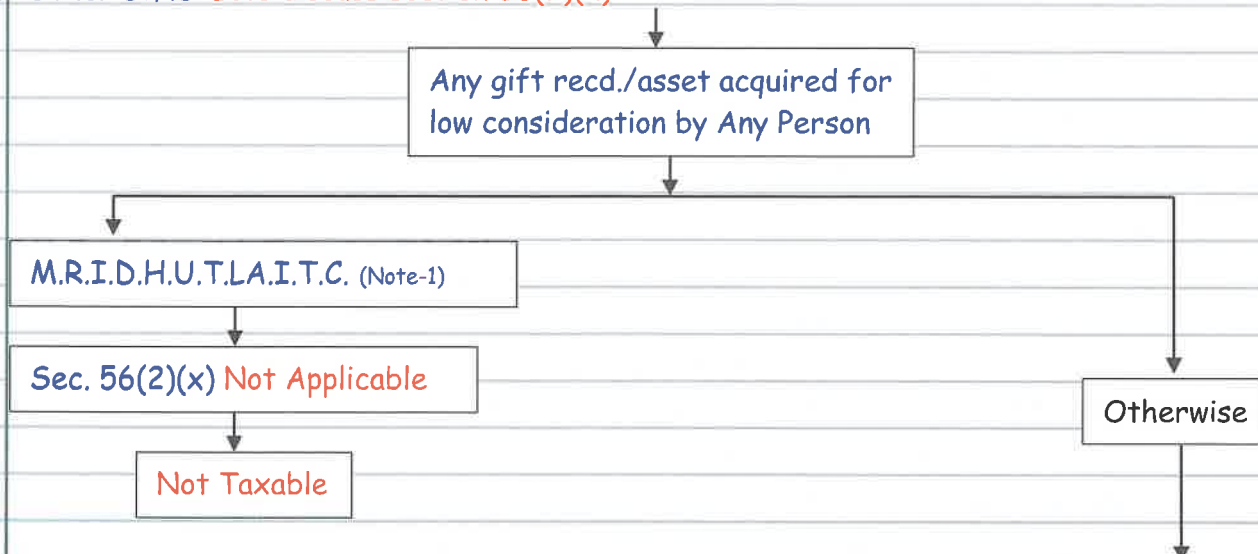 Any gift recd./asset acquired for
low consideration by Any Person
M.R.I.D.H.U.T.LA.I.T.C. (Note-1)
Sec. 56(2)(x) Not Applicable
Otherwise
Not Taxable